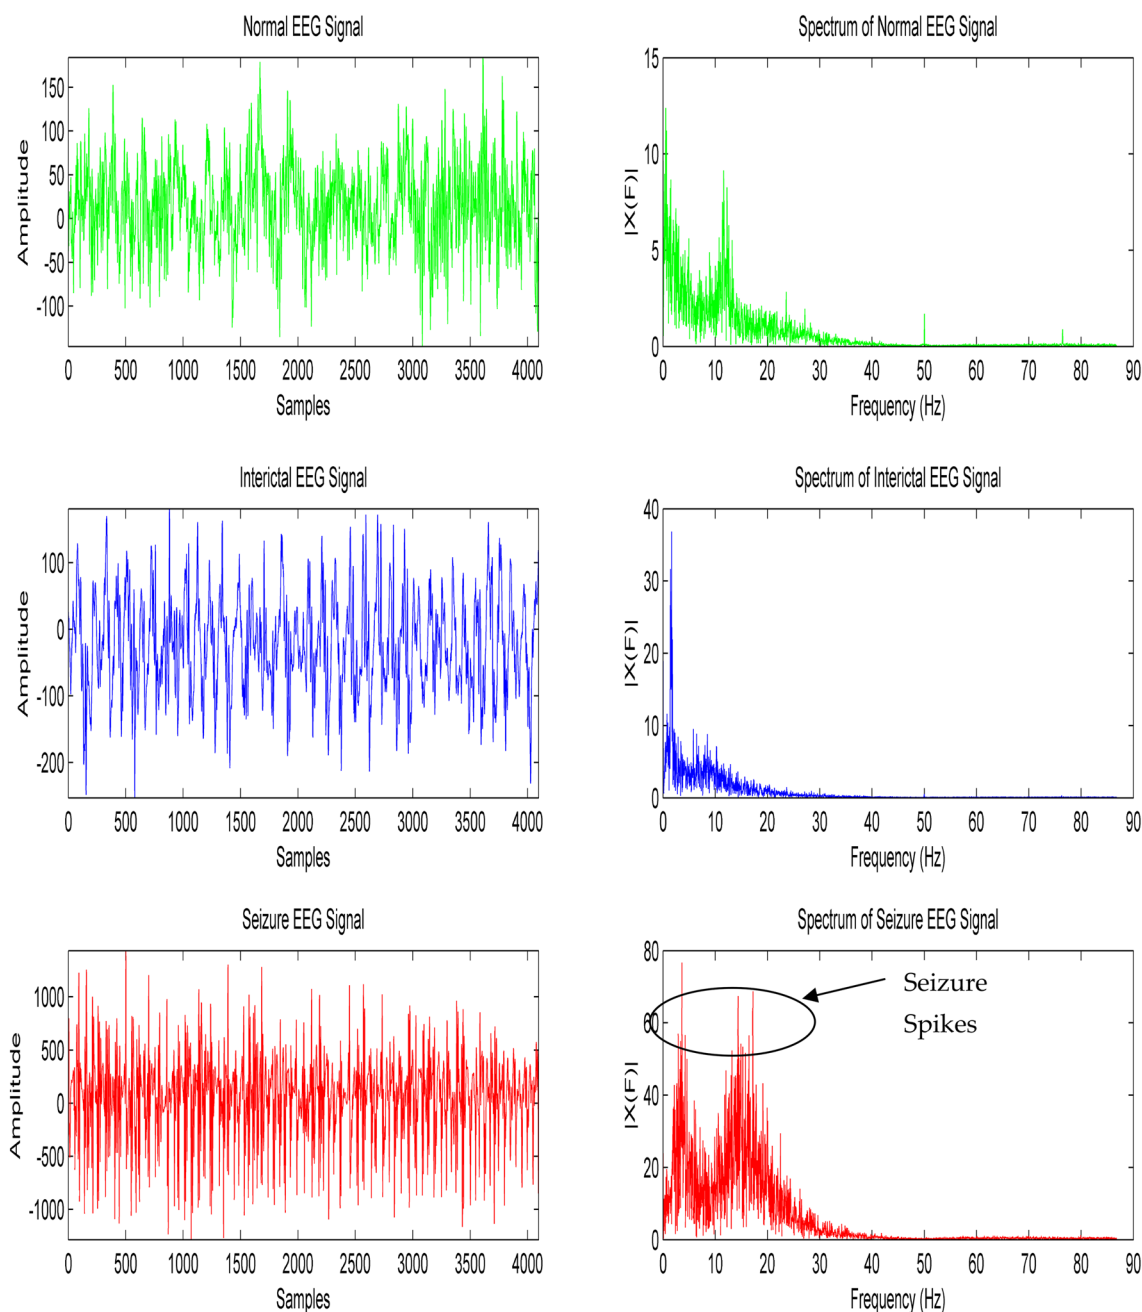 Normal EEG Signal
Amplitude
150
100
50
0
-50
-100
0 500 1000 1500 2000 2500 3000 3500 4000
Samples
Spectrum of Normal EEG Signal
|X(F)|
15
10
5
0
0 10 20 30 40 50 60 70 80 90
Frequency (Hz)
Interictal EEG Signal
Amplitude
100
0
-100
-200
0 500 1000 1500 2000 2500 3000 3500 4000
Samples
Spectrum of Interictal EEG Signal
|X(F)|
40
30
20
10
0
0 10 20 30 40 50 60 70 80 90
Frequency (Hz)
Seizure EEG Signal
Amplitude
1000
500
0
-500
-1000
0 500 1000 1500 2000 2500 3000 3500 4000
Samples
Spectrum of Seizure EEG Signal
|X(F)|
80
60
40
20
0
Seizure
Spikes
0 10 20 30 40 50 60 70 80 90
Frequency (Hz)